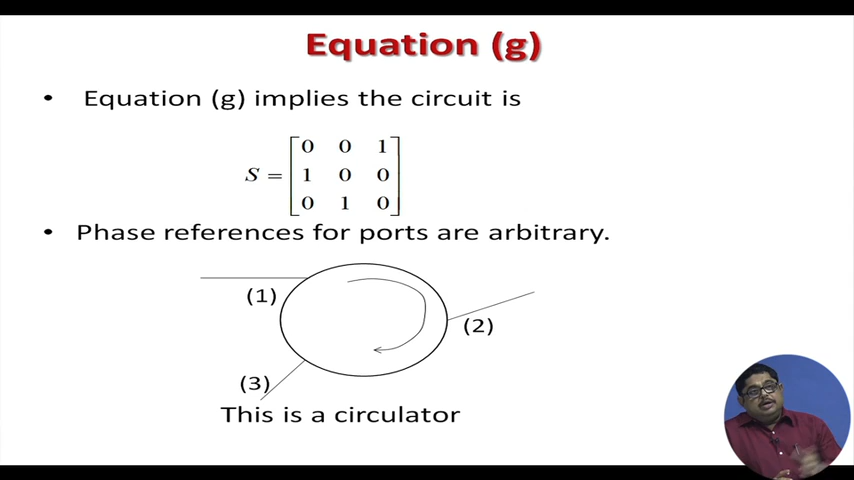 Equation (g)
• Equation (g) implies the circuit is
S = [0 0 1
1 0 0
0 1 0]
• Phase references for ports are arbitrary.
(1)
(2)
(3)
This is a circulator